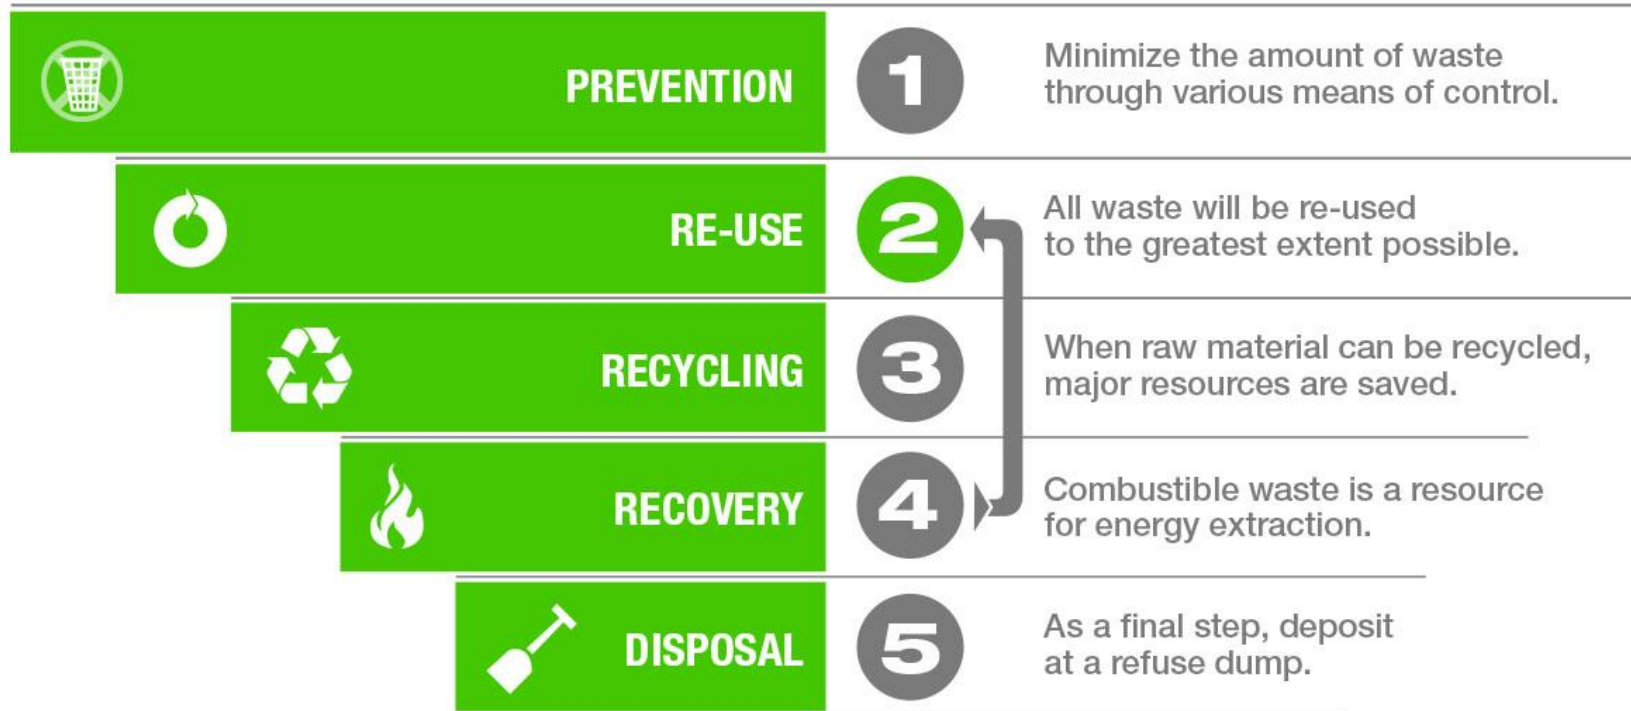 PREVENTION
1
Minimize the amount of waste
through various means of control.
RE-USE
2
All waste will be re-used
to the greatest extent possible.
RECYCLING
3
When raw material can be recycled,
major resources are saved.
RECOVERY
4
Combustible waste is a resource
for energy extraction.
DISPOSAL
5
As a final step, deposit
at a refuse dump.